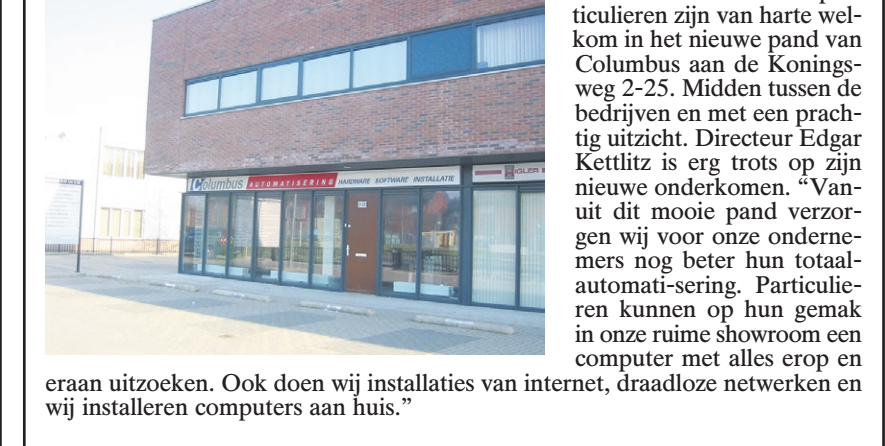 ticulieren zijn van harte wel-
kom in het nieuwe pand van
Columbus aan de Konings-
weg 2-25. Midden tussen de
bedrijven en met een prach-
tig uitzicht. Directeur Edgar
Kettlitz is erg trots op zijn
nieuwe onderkomen. “Van-
uit dit mooie pand verzor-
gen wij voor onze onderne-
mers nog beter hun totaal-
automati-sering. Particulie-
ren kunnen op hun gemak
in onze ruime showroom een
computer met alles erop en
eraan uitzoeken. Ook doen wij installaties van internet, draadloze netwerken en
wij installeren computers aan huis.”
Columbus AUTOMATISERING HARDWARE SOFTWARE INSTALLATIE